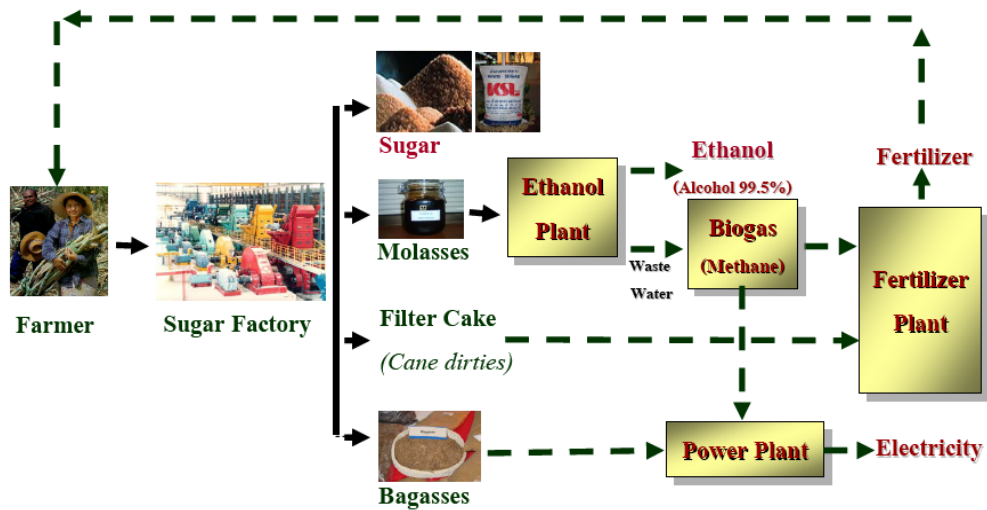 KSL
Sugar
Ethanol
(Alcohol 99.5%)
Fertilizer
Ethanol
Plant
Biogas
(Methane)
Molasses
Waste
Water
Fertilizer
Plant
Farmer
Sugar Factory
Filter Cake
(Cane dirties)
Power Plant
Electricity
Bagasses